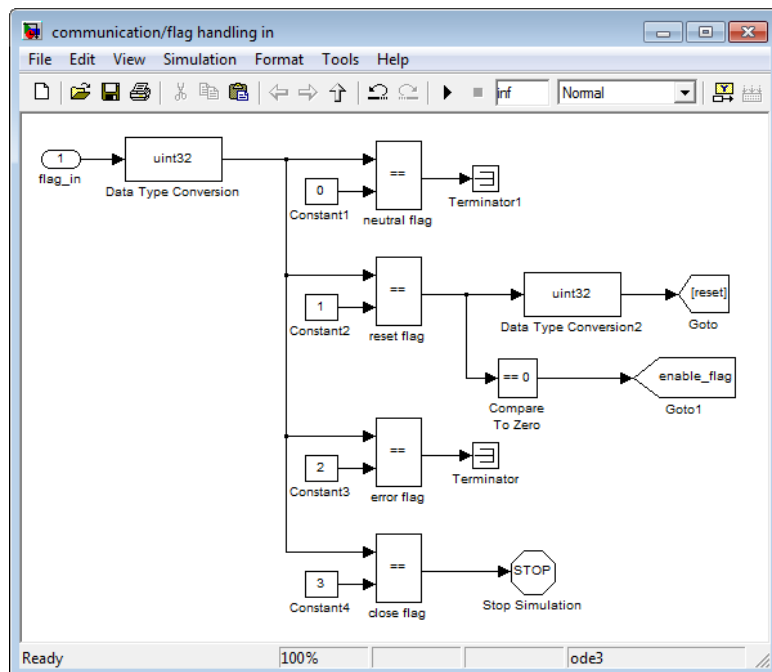 communication/flag handling in
File Edit View Simulation Format Tools Help
inf Normal
1
flag_in
uint32
Data Type Conversion
0
Constant1
==
neutral flag
Terminator1
1
Constant2
==
reset flag
uint32
Data Type Conversion2
[reset]
Goto
== 0
Compare
To Zero
enable_flag
Goto1
2
Constant3
==
error flag
Terminator
3
Constant4
==
close flag
STOP
Stop Simulation
Ready 100% ode3